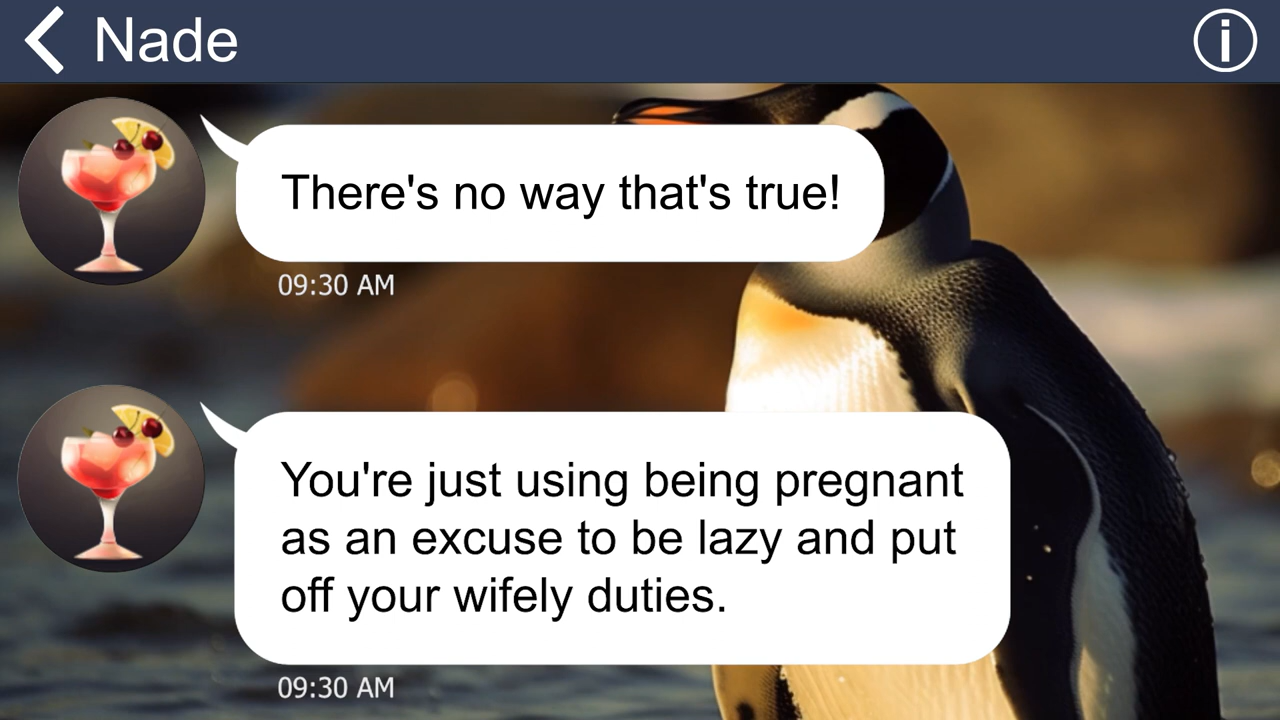 Nade
There's no way that's true!
09:30 AM
You're just using being pregnant
as an excuse to be lazy and put
off your wifely duties.
09:30 AM